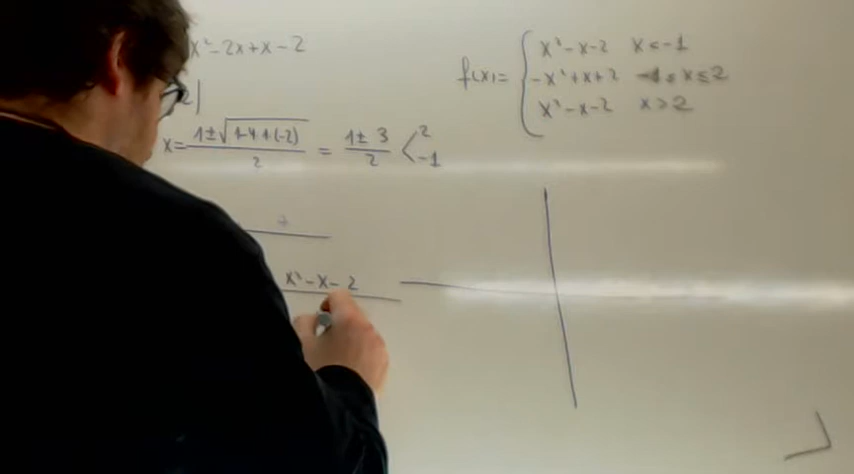 x²-2x+x-2
f(x)= { x²-x-2 x<-1
-x²+x+2 -1≤x≤2
x²-x-2 x>2
2|
x= 1±√(1-4+(-2)) / 2 = 1±3 / 2 < 2
-1
+
x²-x-2